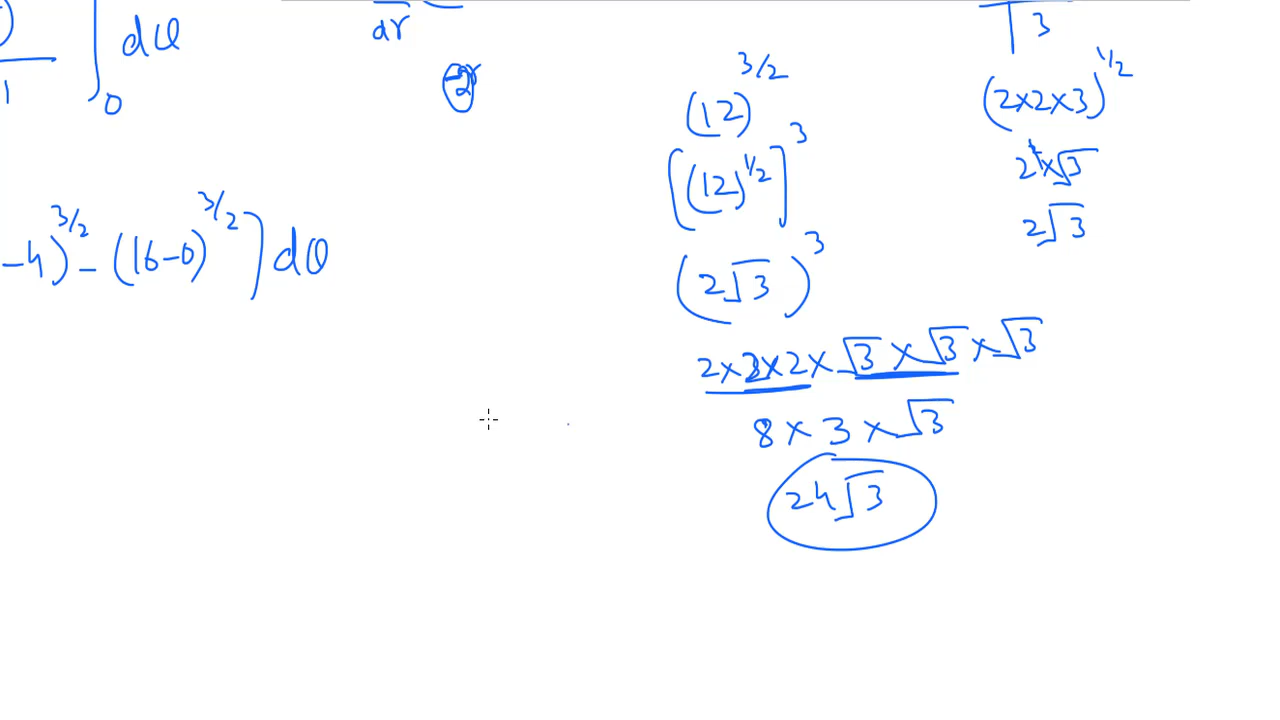 ∫₀ dθ
dr
-2r
-4)^{3/2} - (16-0)^{3/2}] dθ
(12)^{3/2}
[(12)^{1/2}]^3
(2√3)^3
2×2×2×√3×√3×√3
8×3×√3
24√3
3
(2×2×3)^{1/2}
2×√3
2√3